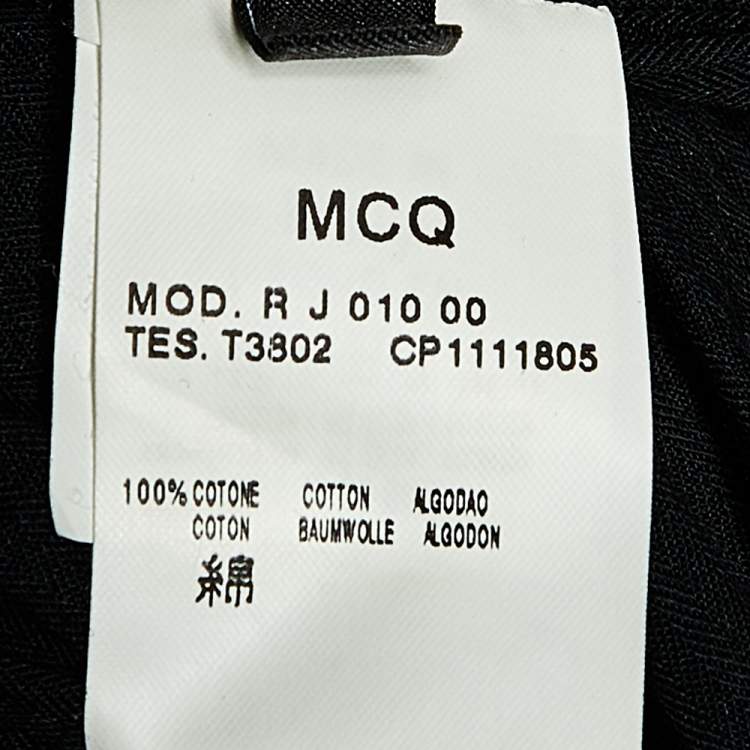 MCQ
MOD. R J 010 00
TES. T3802 CP1111805
100% COTONE COTTON ALGODAO
COTON BAUMWOLLE ALGODON
綿